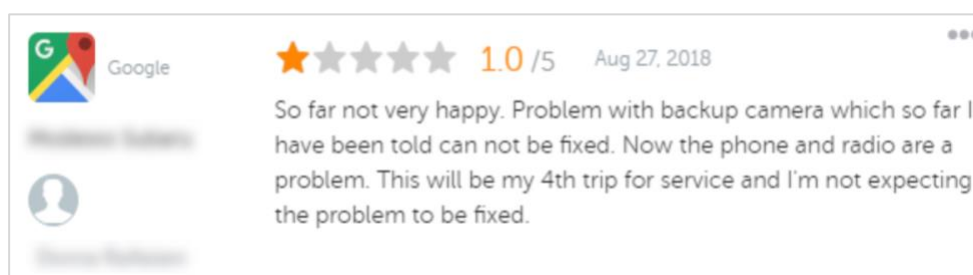 G
Google
1.0 /5 Aug 27, 2018
So far not very happy. Problem with backup camera which so far I
have been told can not be fixed. Now the phone and radio are a
problem. This will be my 4th trip for service and I'm not expecting
the problem to be fixed.